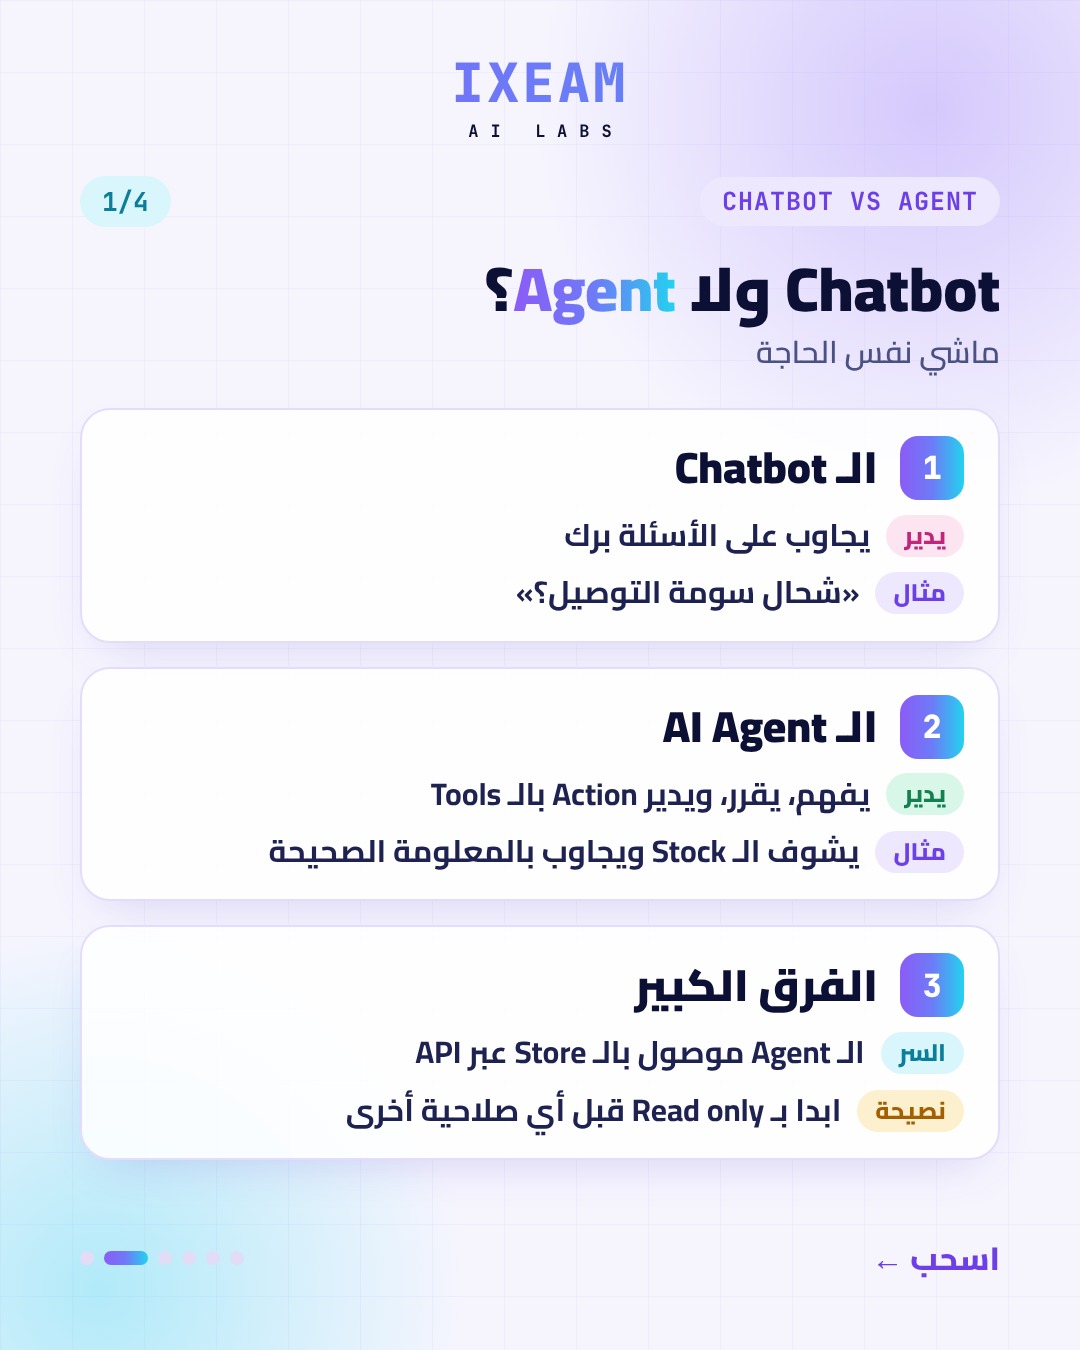 IXEAM
AI LABS
CHATBOT VS AGENT
1/4
Chatbot ولا Agent؟
ماشي نفس الحاجة
1
الـ Chatbot
يدير يجاوب على الأسئلة برك
مثال «شحال سومة التوصيل؟»
2
الـ AI Agent
يدير يفهم، يقرر، ويدير Action بالـ Tools
مثال يشوف الـ Stock ويجاوب بالمعلومة الصحيحة
3
الفرق الكبير
السر الـ Agent موصول بالـ Store عبر API
نصيحة ابدا بـ Read only قبل أي صلاحية أخرى
اسحب ←